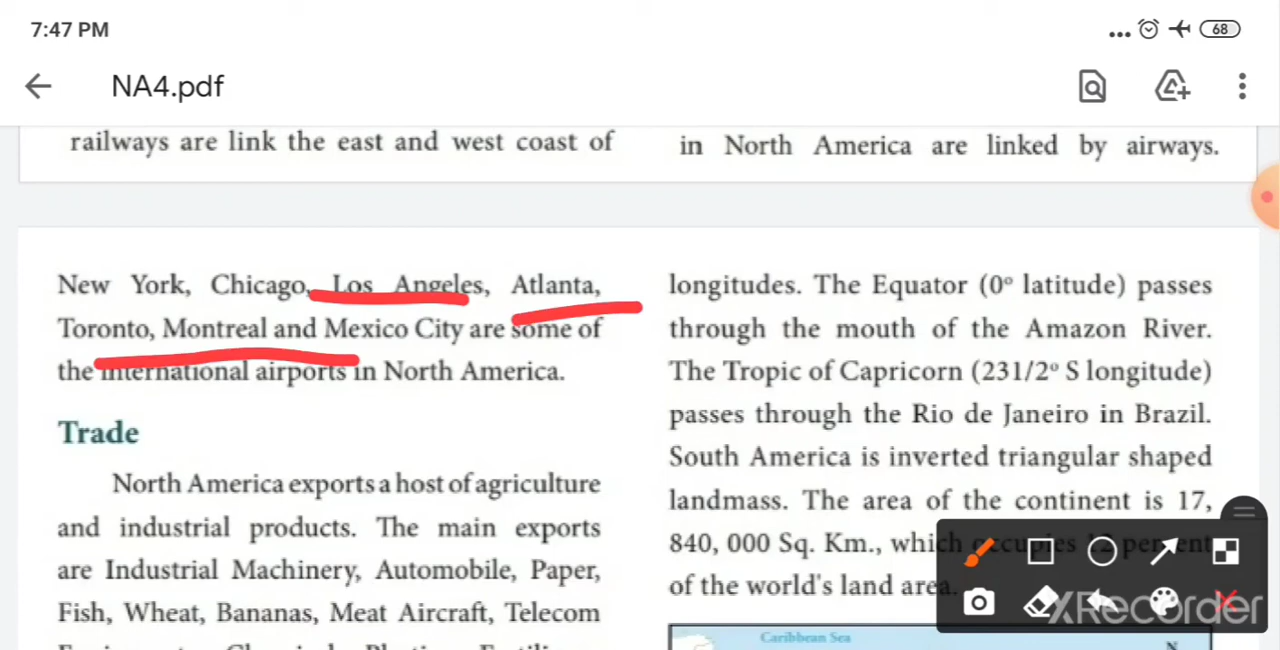 7:47 PM
68
NA4.pdf
railways are link the east and west coast of
in North America are linked by airways.
New York, Chicago, Los Angeles, Atlanta,
Toronto, Montreal and Mexico City are some of
the international airports in North America.
Trade
North America exports a host of agriculture
and industrial products. The main exports
are Industrial Machinery, Automobile, Paper,
Fish, Wheat, Bananas, Meat Aircraft, Telecom
longitudes. The Equator (0º latitude) passes
through the mouth of the Amazon River.
The Tropic of Capricorn (231/2º S longitude)
passes through the Rio de Janeiro in Brazil.
South America is inverted triangular shaped
landmass. The area of the continent is 17,
840, 000 Sq. Km., which occupies 12 percent
of the world's land area.
Caribbean Sea
N
XRecorder